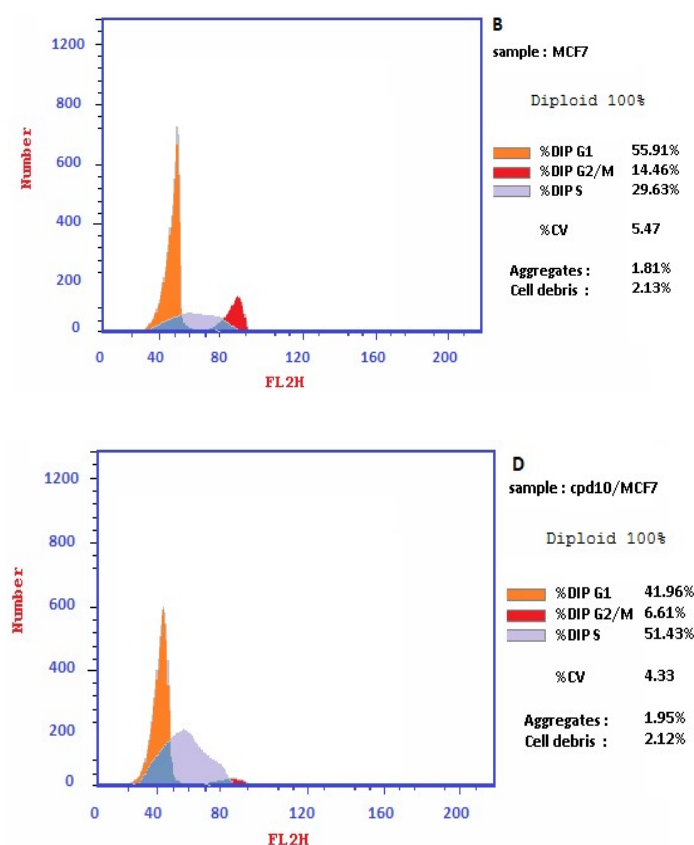 B
sample : MCF7
Diploid 100%
%DIP G1 55.91%
%DIP G2/M 14.46%
%DIP S 29.63%
%CV 5.47
Aggregates : 1.81%
Cell debris : 2.13%
Number
1200
800
600
400
200
0
0 40 80 120 160 200
FL2H
D
sample : cpd10/MCF7
Diploid 100%
%DIP G1 41.96%
%DIP G2/M 6.61%
%DIP S 51.43%
%CV 4.33
Aggregates : 1.95%
Cell debris : 2.12%
Number
1200
800
600
400
200
0
0 40 80 120 160 200
FL2H